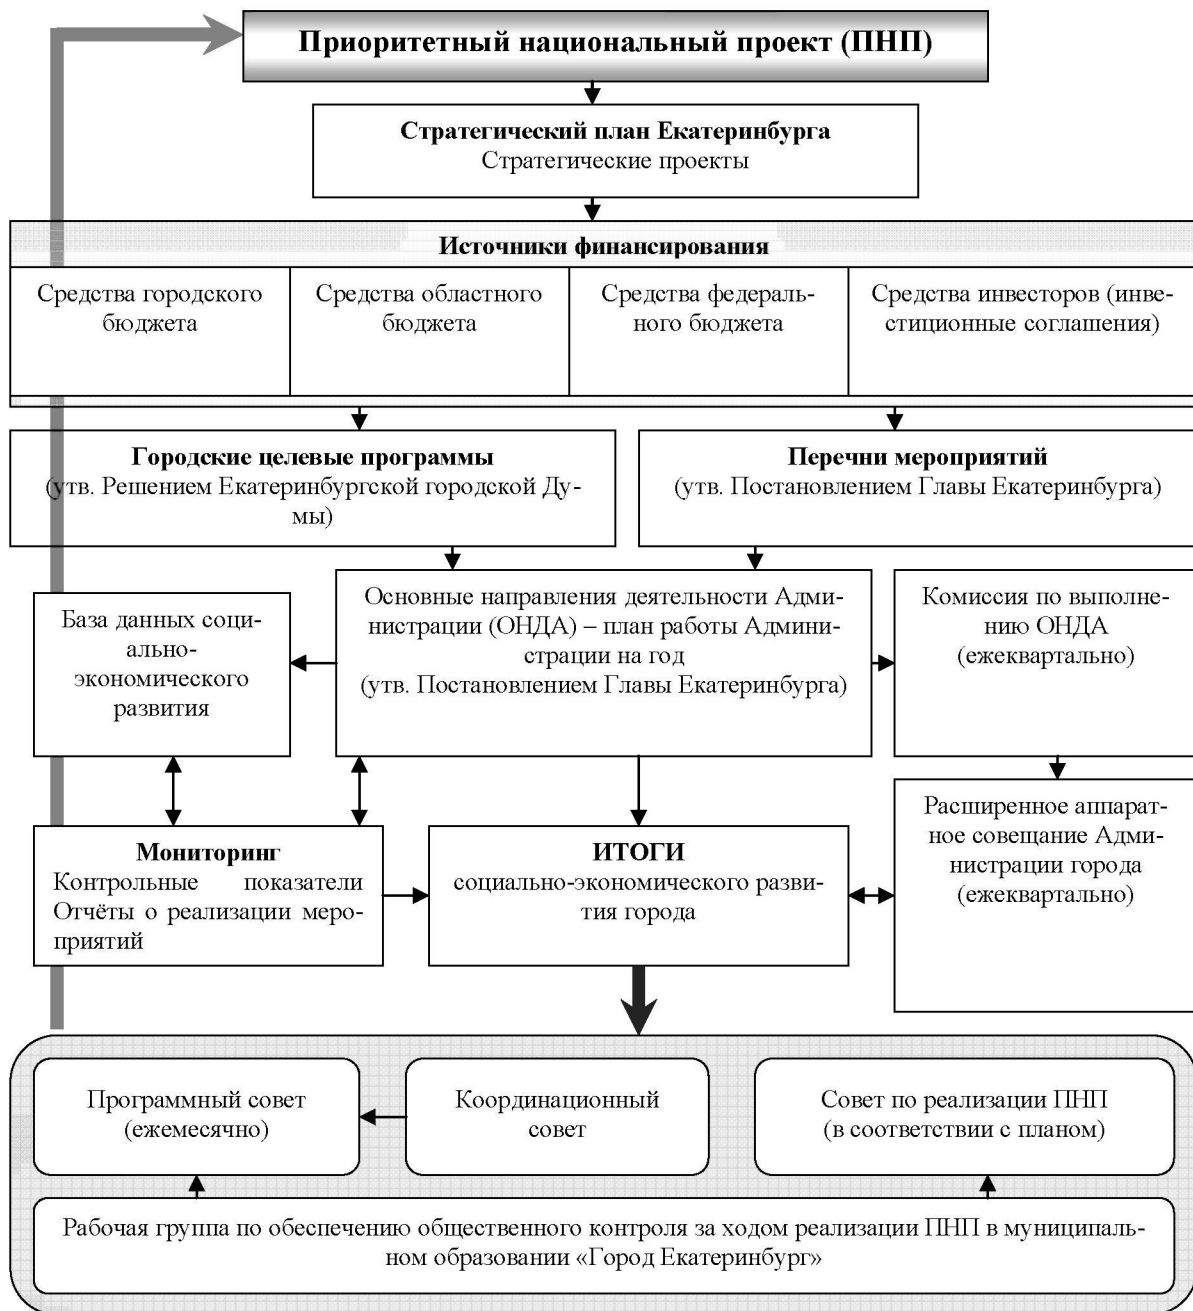 Приоритетный национальный проект (ПНП)
Стратегический план Екатеринбурга
Стратегические проекты
Источники финансирования
Средства городского
бюджета
Средства областного
бюджета
Средства федераль-
ного бюджета
Средства инвесторов (инве-
стиционные соглашения)
Городские целевые программы
(утв. Решением Екатеринбургской городской Ду-
мы)
Перечни мероприятий
(утв. Постановлением Главы Екатеринбурга)
База данных соци-
ально-
экономического
развития
Основные направления деятельности Адми-
нистрации (ОНДА) – план работы Админи-
страции на год
(утв. Постановлением Главы Екатеринбурга)
Комиссия по выполне-
нию ОНДА
(ежеквартально)
Мониторинг
Контрольные показатели
Отчёты о реализации меро-
приятий
ИТОГИ
социально-экономического разви-
тия города
Расширенное аппарат-
ное совещание Адми-
нистрации города
(ежеквартально)
Программный совет
(ежемесячно)
Координационный
совет
Совет по реализации ПНП
(в соответствии с планом)
Рабочая группа по обеспечению общественного контроля за ходом реализации ПНП в муниципаль-
ном образовании «Город Екатеринбург»